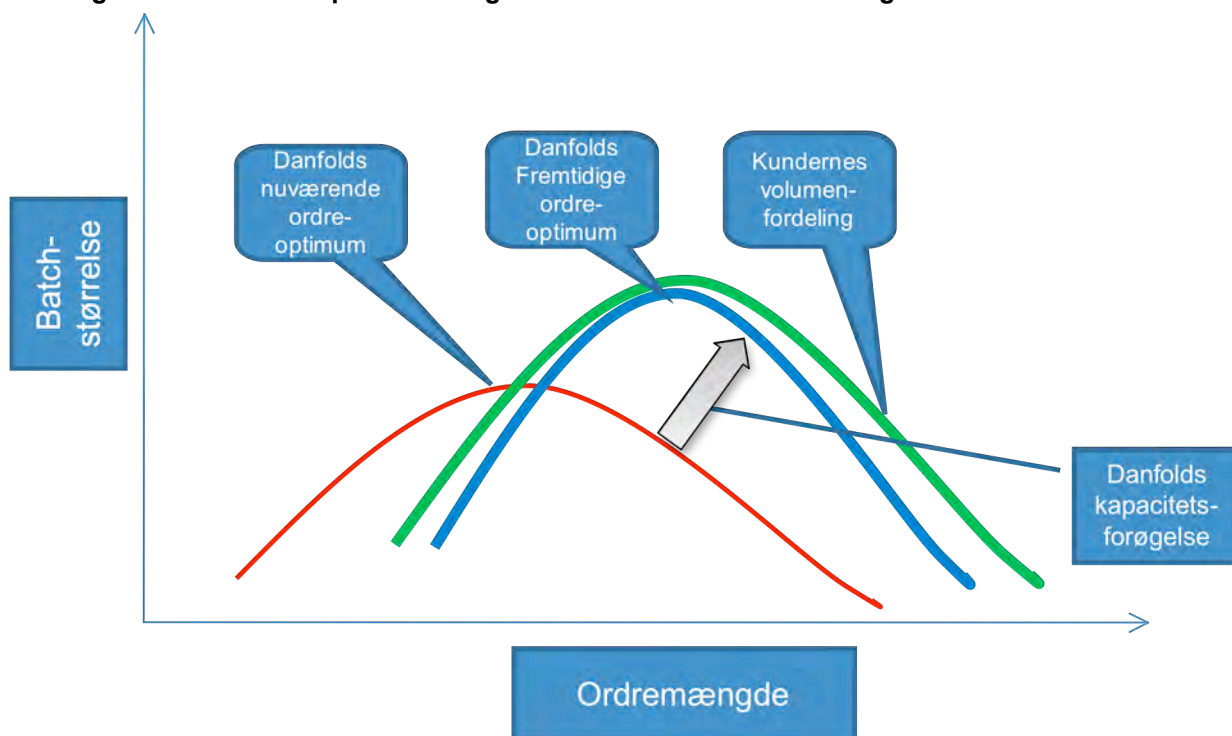 Danfolds
nuværende
ordre-
optimum
Danfolds
Fremtidige
ordre-
optimum
Kundernes
volumen-
fordeling
Batch-
størrelse
Danfolds
kapacitets-
forøgelse
Ordremængde